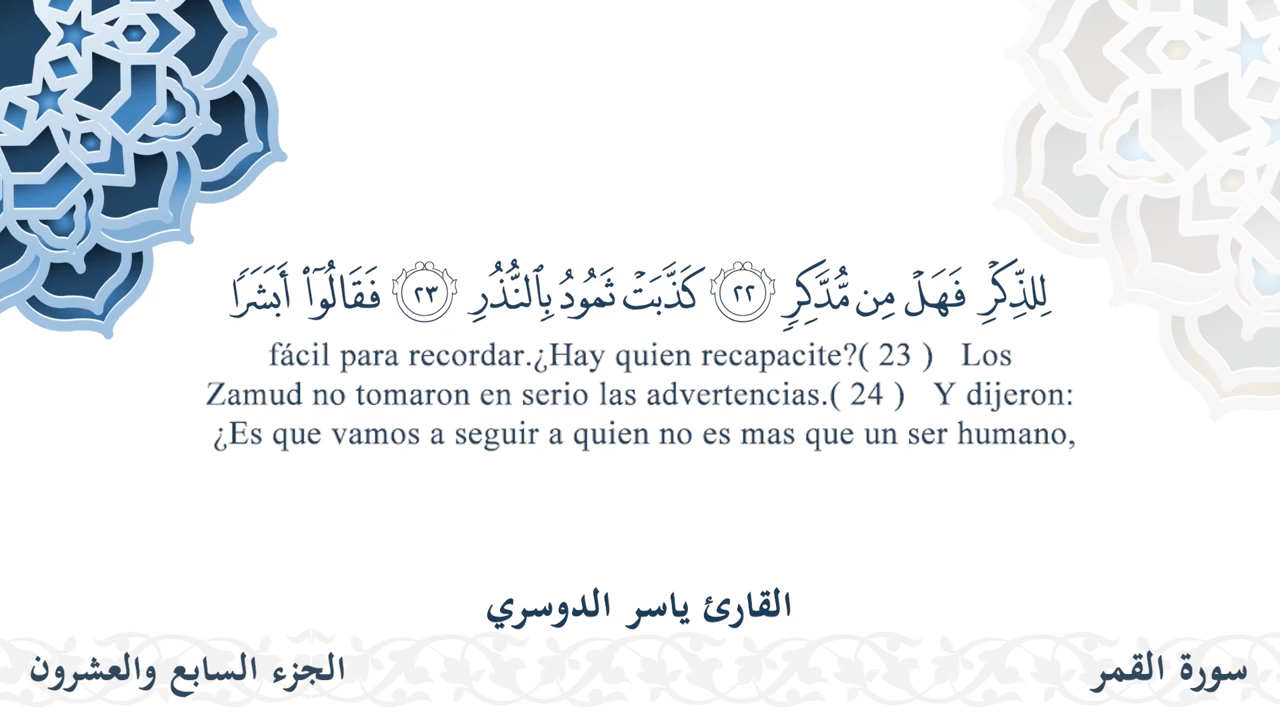 لِلذِّكْرِ فَهَلْ مِن مُّدَّكِرٍ ٢٢ كَذَّبَتْ ثَمُودُ بِٱلنُّذُرِ ٢٣ فَقَالُوٓا۟ أَبَشَرًا
fácil para recordar.¿Hay quien recapacite?( 23 ) Los
Zamud no tomaron en serio las advertencias.( 24 ) Y dijeron:
¿Es que vamos a seguir a quien no es mas que un ser humano,
القارئ ياسر الدوسري
سورة القمر
الجزء السابع والعشرون